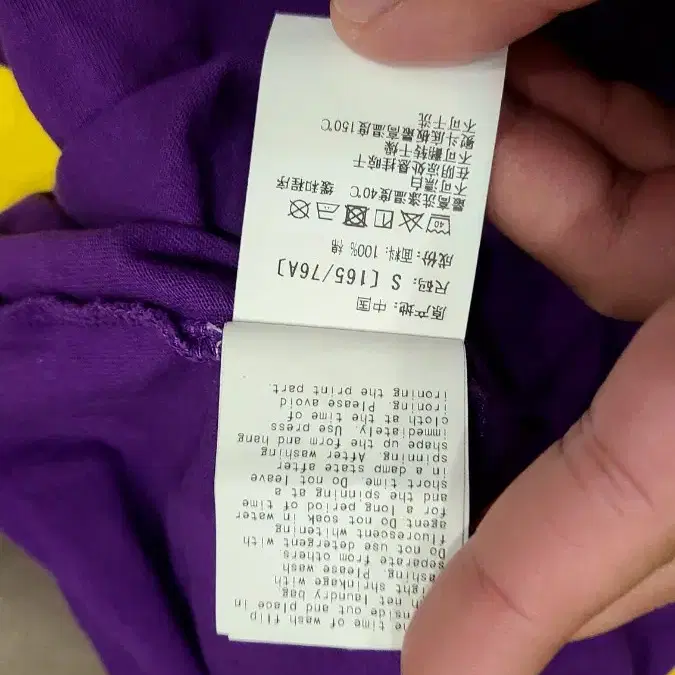 time of wash flip
inside out and place in
net laundry bag
shrinkage with
Please wash
separate from others
Do not use detergent with
fluorescent whitening
agent Do not soak in water
for a long period of time
and the spinning at a
short time. Do not leave
in a damp state after
spinning. After washing
shape up the form and hang
immediately. Use press
cloth at the time of
ironing. Please avoid
ironing the print part.
原产地: 中国
尺码: S [165/76A]
成份:面料: 100% 棉
40
最高洗涤温度40℃ 缓和程序
不可漂白
在阴凉处悬挂晾干
不可翻转干燥
熨斗底板最高温度150℃
不可干洗